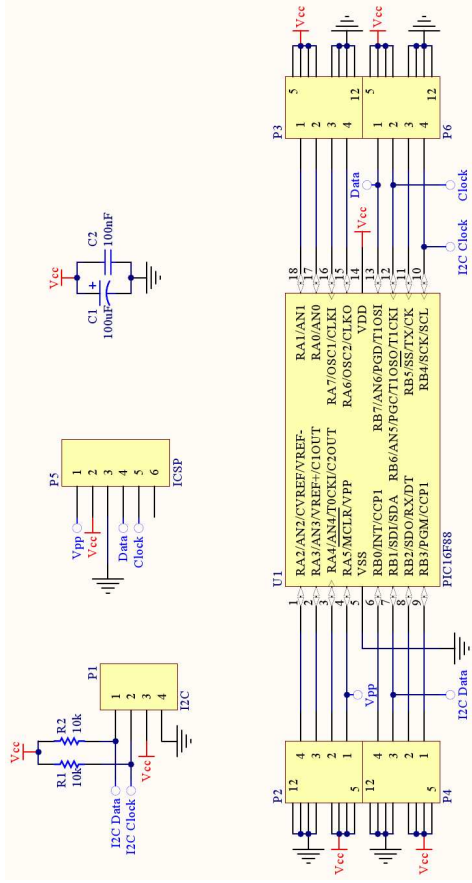 Vcc
R1
10k
R2
10k
I2C Data
I2C Clock
Vcc
P1
1
2
3
4
I2C
P5
Vpp
Vcc
Data
Clock
1
2
3
4
5
6
ICSP
Vcc
C1
100uF
+
C2
100nF
P2
12
4
3
2
1
5
Vcc
P4
12
4
3
2
1
5
Vcc
Vpp
I2C Data
U1
1 RA2/AN2/CVREF/VREF-
2 RA3/AN3/VREF+/C1OUT
3 RA4/AN4/T0CKI/C2OUT
4 RA5/MCLR/VPP
5 VSS
6 RB0/INT/CCP1
7 RB1/SDI/SDA
8 RB2/SDO/RX/DT
9 RB3/PGM/CCP1
RA1/AN1 18
RA0/AN0 17
RA7/OSC1/CLKI 16
RA6/OSC2/CLKO 15
VDD 14
RB7/AN6/PGD/T1OSI 13
RB6/AN5/PGC/T1OSO/T1CKI 12
RB5/SS/TX/CK 11
RB4/SCK/SCL 10
PIC16F88
Vcc
Data
Clock
I2C Clock
P3
5
1
2
3
4
12
Vcc
5
1
2
3
4
12
P6
Vcc